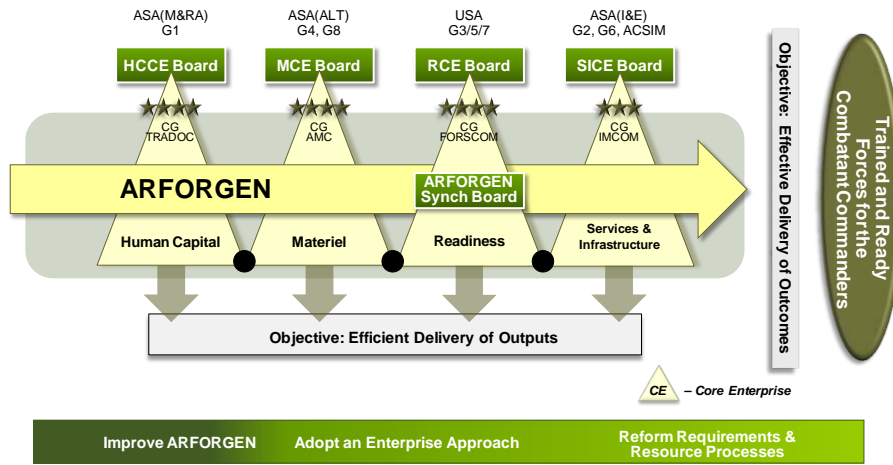 ASA(M&RA)
G1
ASA(ALT)
G4, G8
USA
G3/5/7
ASA(I&E)
G2, G6, ACSIM
HCCE Board
MCE Board
RCE Board
SICE Board
CG
TRADOC
CG
AMC
CG
FORSCOM
CG
IMCOM
ARFORGEN
ARFORGEN
Synch Board
Human Capital
Materiel
Readiness
Services &
Infrastructure
Objective: Efficient Delivery of Outputs
Objective: Effective Delivery of Outcomes
Trained and Ready
Forces for the
Combatant Commanders
CE
– Core Enterprise
Improve ARFORGEN
Adopt an Enterprise Approach
Reform Requirements &
Resource Processes